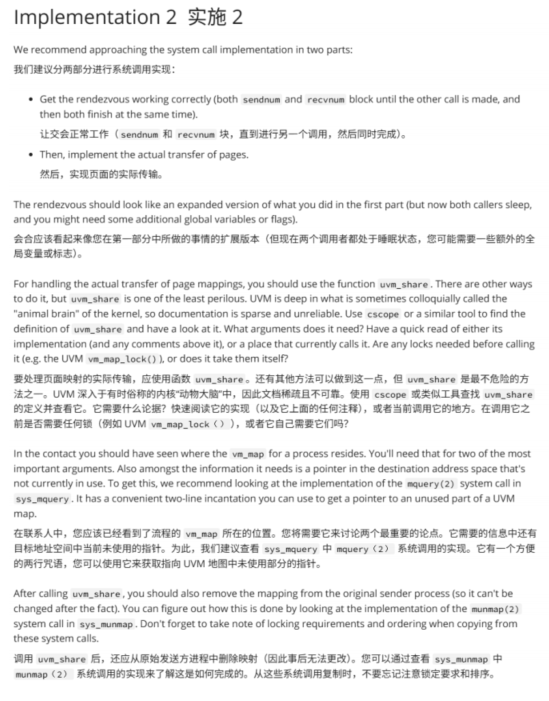 Implementation 2 实施 2
We recommend approaching the system call implementation in two parts:
我们建议分两部分进行系统调用实现：
• Get the rendezvous working correctly (both sendnum and recvnum block until the other call is made, and
then both finish at the same time).
让交会正常工作（ sendnum 和 recvnum 块，直到进行另一个调用，然后同时完成）。
• Then, implement the actual transfer of pages.
然后，实现页面的实际传输。
The rendezvous should look like an expanded version of what you did in the first part (but now both callers sleep,
and you might need some additional global variables or flags).
会合应该看起来像您在第一部分中所做的事情的扩展版本（但现在两个调用者都处于睡眠状态，您可能需要一些额外的全
局变量或标志）。
For handling the actual transfer of page mappings, you should use the function uvm_share. There are other ways
to do it, but uvm_share is one of the least perilous. UVM is deep in what is sometimes colloquially called the
"animal brain" of the kernel, so documentation is sparse and unreliable. Use cscope or a similar tool to find the
definition of uvm_share and have a look at it. What arguments does it need? Have a quick read of either its
implementation (and any comments above it), or a place that currently calls it. Are any locks needed before calling
it (e.g. the UVM vm_map_lock()), or does it take them itself?
要处理页面映射的实际传输，应使用函数 uvm_share。还有其他方法可以做到这一点，但 uvm_share 是最不危险的方
法之一。UVM 深入于有时俗称的内核“动物大脑”中，因此文档稀疏且不可靠。使用 cscope 或类似工具查找 uvm_share
的定义并查看它。它需要什么论据？快速阅读它的实现（以及它上面的任何注释），或者当前调用它的地方。在调用它之
前是否需要任何锁（例如 UVM vm_map_lock（）），或者它自己需要它们吗？
In the contact you should have seen where the vm_map for a process resides. You'll need that for two of the most
important arguments. Also amongst the information it needs is a pointer in the destination address space that's
not currently in use. To get this, we recommend looking at the implementation of the mquery(2) system call in
sys_mquery. It has a convenient two-line incantation you can use to get a pointer to an unused part of a UVM
map.
在联系人中，您应该已经看到了流程的 vm_map 所在的位置。您将需要它来讨论两个最重要的论点。它需要的信息中还有
目标地址空间中当前未使用的指针。为此，我们建议查看 sys_mquery 中 mquery（2） 系统调用的实现。它有一个方便
的两行咒语，您可以使用它来获取指向 UVM 地图中未使用部分的指针。
After calling uvm_share, you should also remove the mapping from the original sender process (so it can't be
changed after the fact). You can figure out how this is done by looking at the implementation of the munmap(2)
system call in sys_munmap. Don't forget to take note of locking requirements and ordering when copying from
these system calls.
调用 uvm_share 后，还应从原始发送方进程中删除映射（因此事后无法更改）。您可以通过查看 sys_munmap 中
munmap（2） 系统调用的实现来了解这是如何完成的。从这些系统调用复制时，不要忘记注意锁定要求和排序。